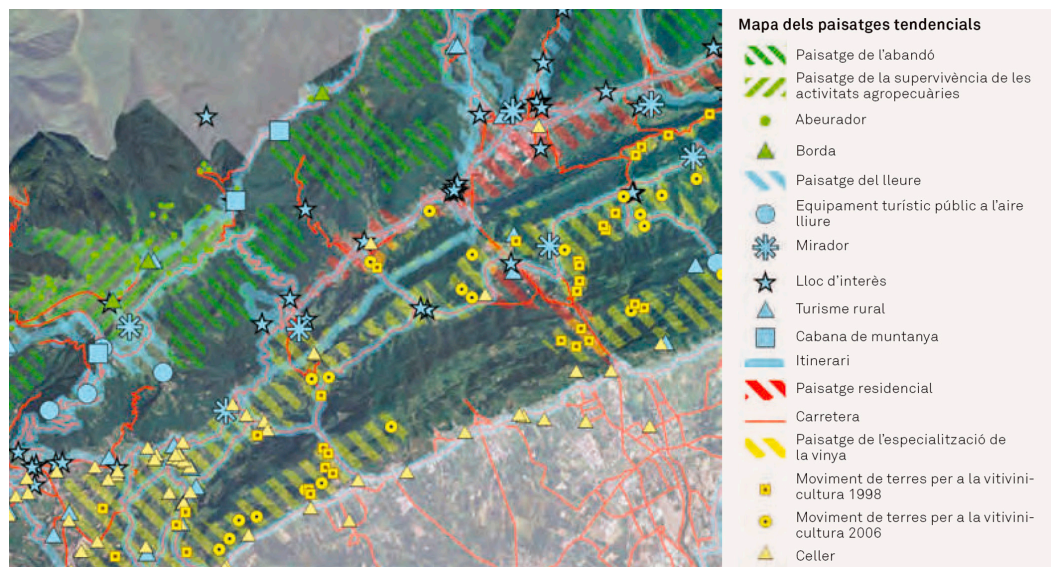 Mapa dels paisatges tendencials
Paisatge de l'abandó
Paisatge de la supervivència de les
activitats agropecuàries
Abeurador
Borda
Paisatge del lleure
Equipament turístic públic a l'aire
lliure
Mirador
Lloc d'interès
Turisme rural
Cabana de muntanya
Itinerari
Paisatge residencial
Carretera
Paisatge de l'especialització de
la vinya
Moviment de terres per a la vitivini-
cultura 1998
Moviment de terres per a la vitivini-
cultura 2006
Celler